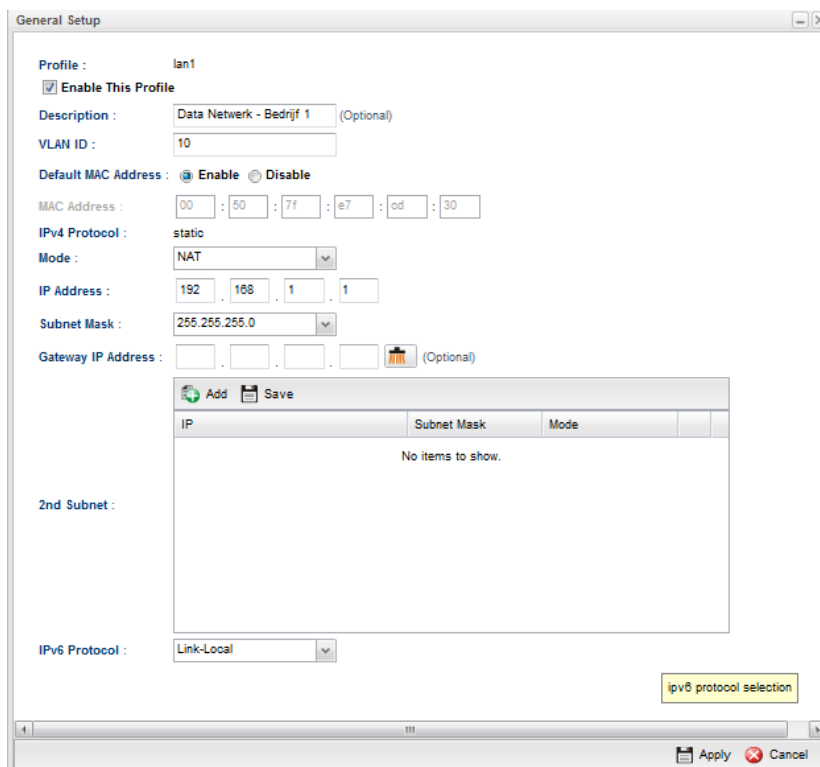 General Setup
Profile : lan1
Enable This Profile
Description : Data Netwerk - Bedrijf 1 (Optional)
VLAN ID : 10
Default MAC Address : Enable Disable
MAC Address : 00 : 50 : 7f : e7 : cd : 30
IPv4 Protocol : static
Mode : NAT
IP Address : 192 . 168 . 1 . 1
Subnet Mask : 255.255.255.0
Gateway IP Address : . . . (Optional)
Add Save
IP Subnet Mask Mode
No items to show.
2nd Subnet :
IPv6 Protocol : Link-Local
ipv6 protocol selection
Apply Cancel